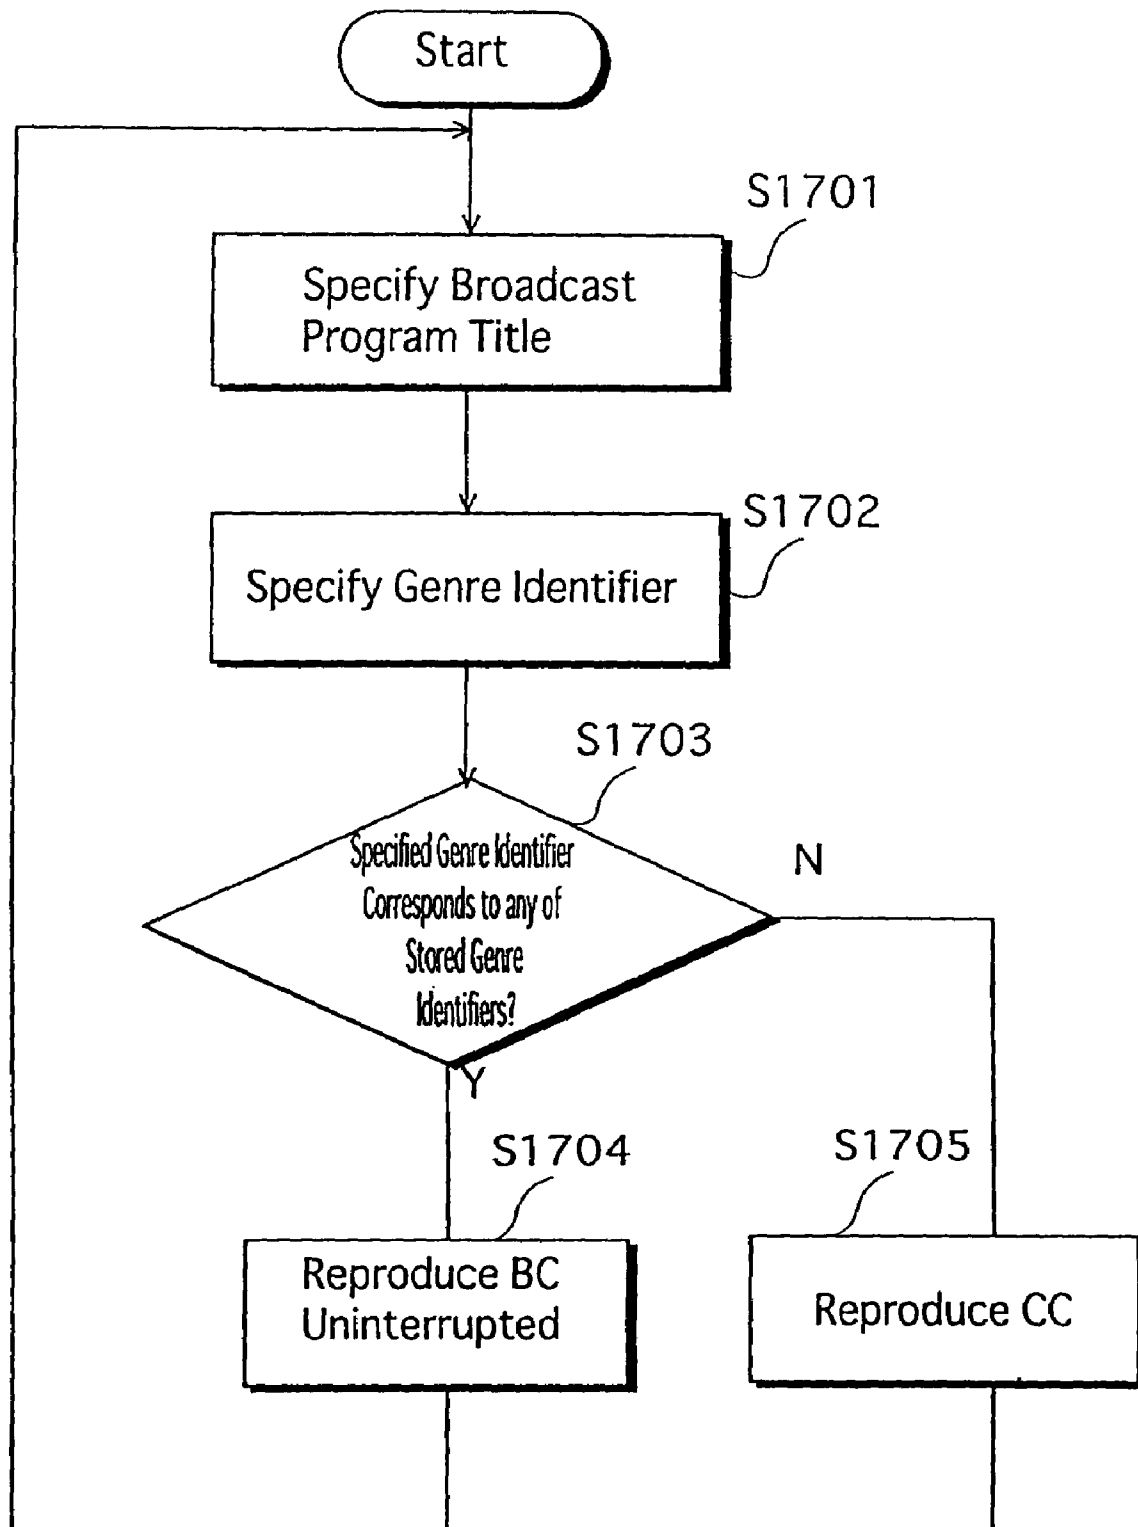 Start
S1701
Specify Broadcast
Program Title
S1702
Specify Genre Identifier
S1703
Specified Genre Identifier
Corresponds to any of
Stored Genre
Identifiers?
N
Y
S1704
S1705
Reproduce BC
Uninterrupted
Reproduce CC